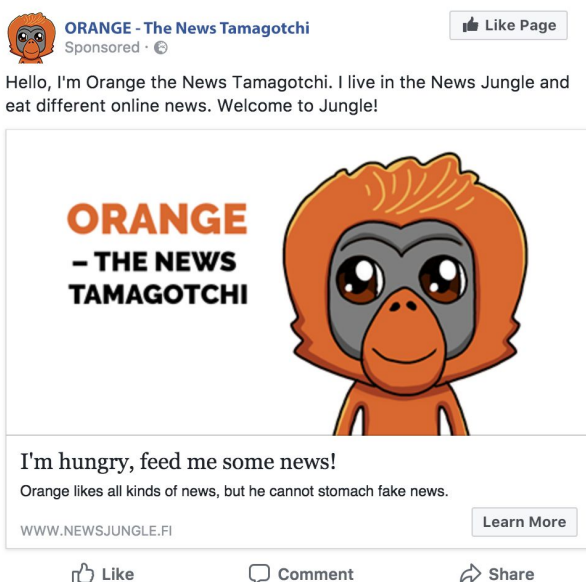 ORANGE - The News Tamagotchi
Like Page
Sponsored ·
Hello, I'm Orange the News Tamagotchi. I live in the News Jungle and
eat different online news. Welcome to Jungle!
ORANGE
– THE NEWS
TAMAGOTCHI
I'm hungry, feed me some news!
Orange likes all kinds of news, but he cannot stomach fake news.
WWW.NEWSJUNGLE.FI
Learn More
Like
Comment
Share